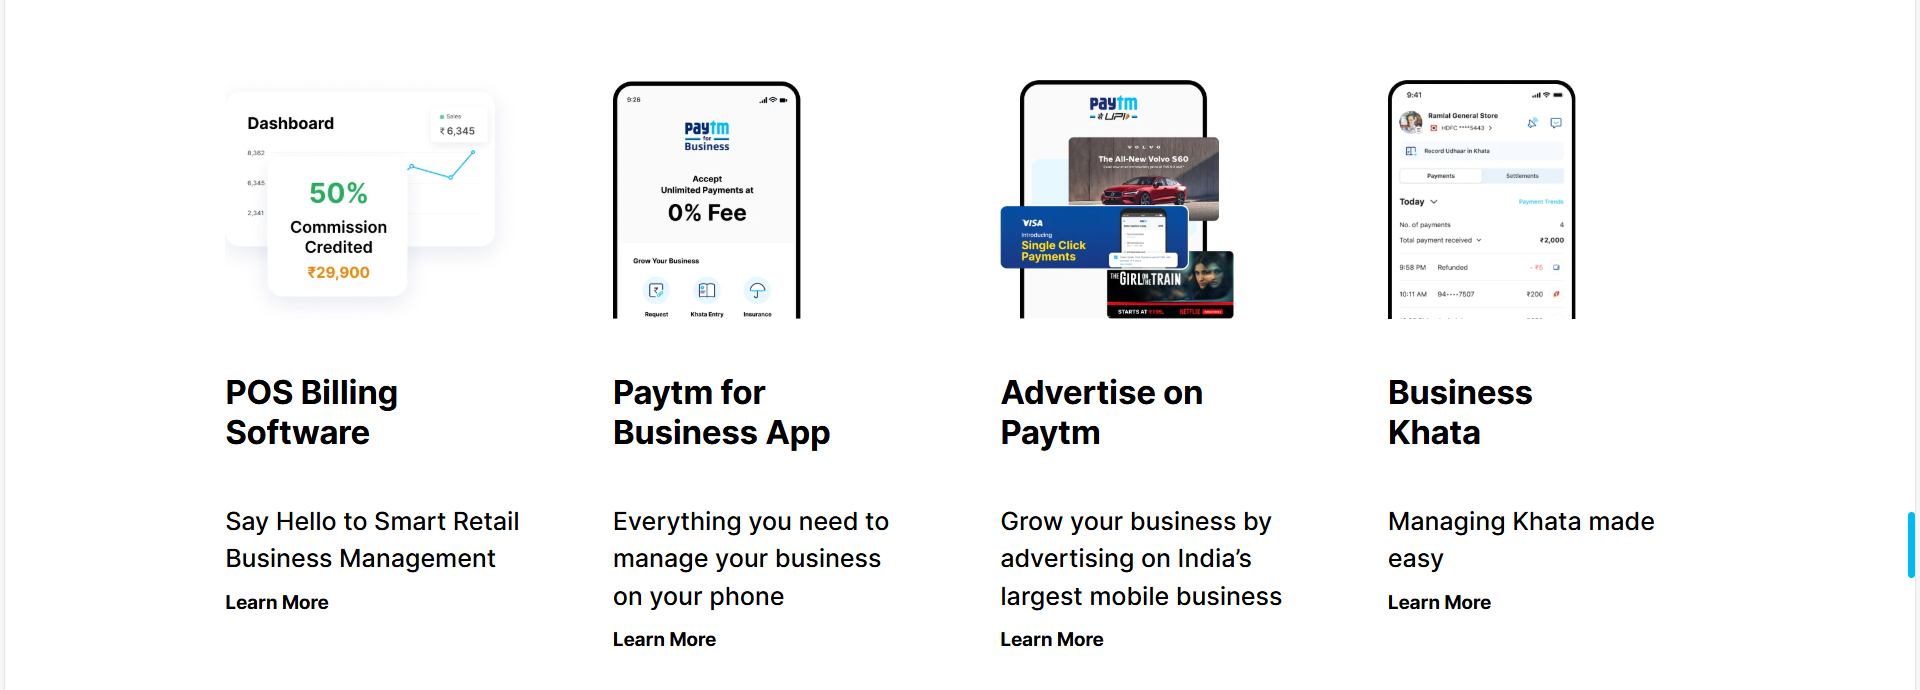 Dashboard
Sales
₹ 6,345
8,362
6,345
2,341
50%
Commission
Credited
₹29,900
POS Billing
Software
Say Hello to Smart Retail
Business Management
Learn More
9:26
paytm
for
Business
Accept
Unlimited Payments at
0% Fee
Grow Your Business
Request
Khata Entry
Insurance
Paytm for
Business App
Everything you need to
manage your business
on your phone
Learn More
paytm
UPI
VOLVO
The All-New Volvo S60
VISA
Introducing
Single Click
Payments
THE GIRL ON THE TRAIN
STARTS AT ₹199.
NETFLIX
Advertise on
Paytm
Grow your business by
advertising on India’s
largest mobile business
Learn More
9:41
Ramlal General Store
HDFC ****5443
Record Udhaar in Khata
Payments
Settlements
Today
Payment Trends
No. of payments
4
Total payment received
₹2,000
9:58 PM
Refunded
- ₹5
10:11 AM
94----7507
₹200
Business
Khata
Managing Khata made
easy
Learn More